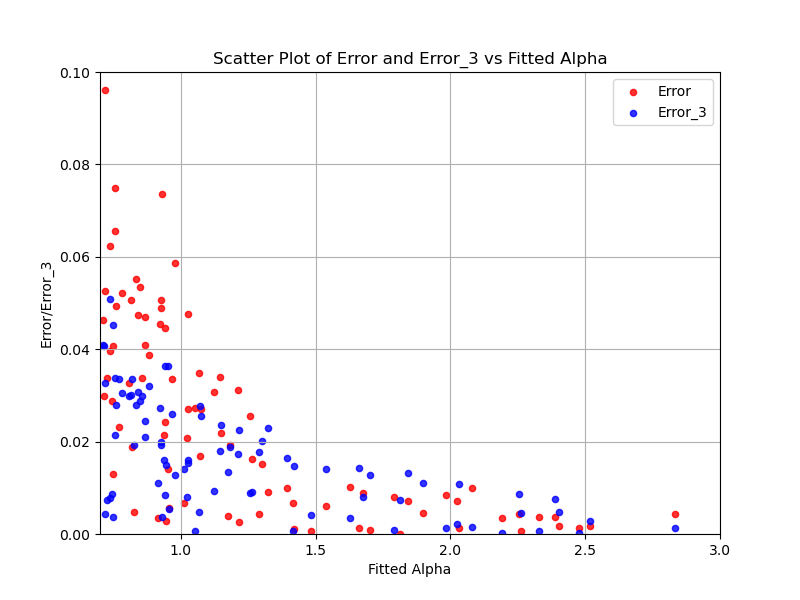 Scatter Plot of Error and Error_3 vs Fitted Alpha
Error
Error_3
0.10
0.08
0.06
0.04
0.02
0.00
Error/Error_3
1.0 1.5 2.0 2.5 3.0
Fitted Alpha